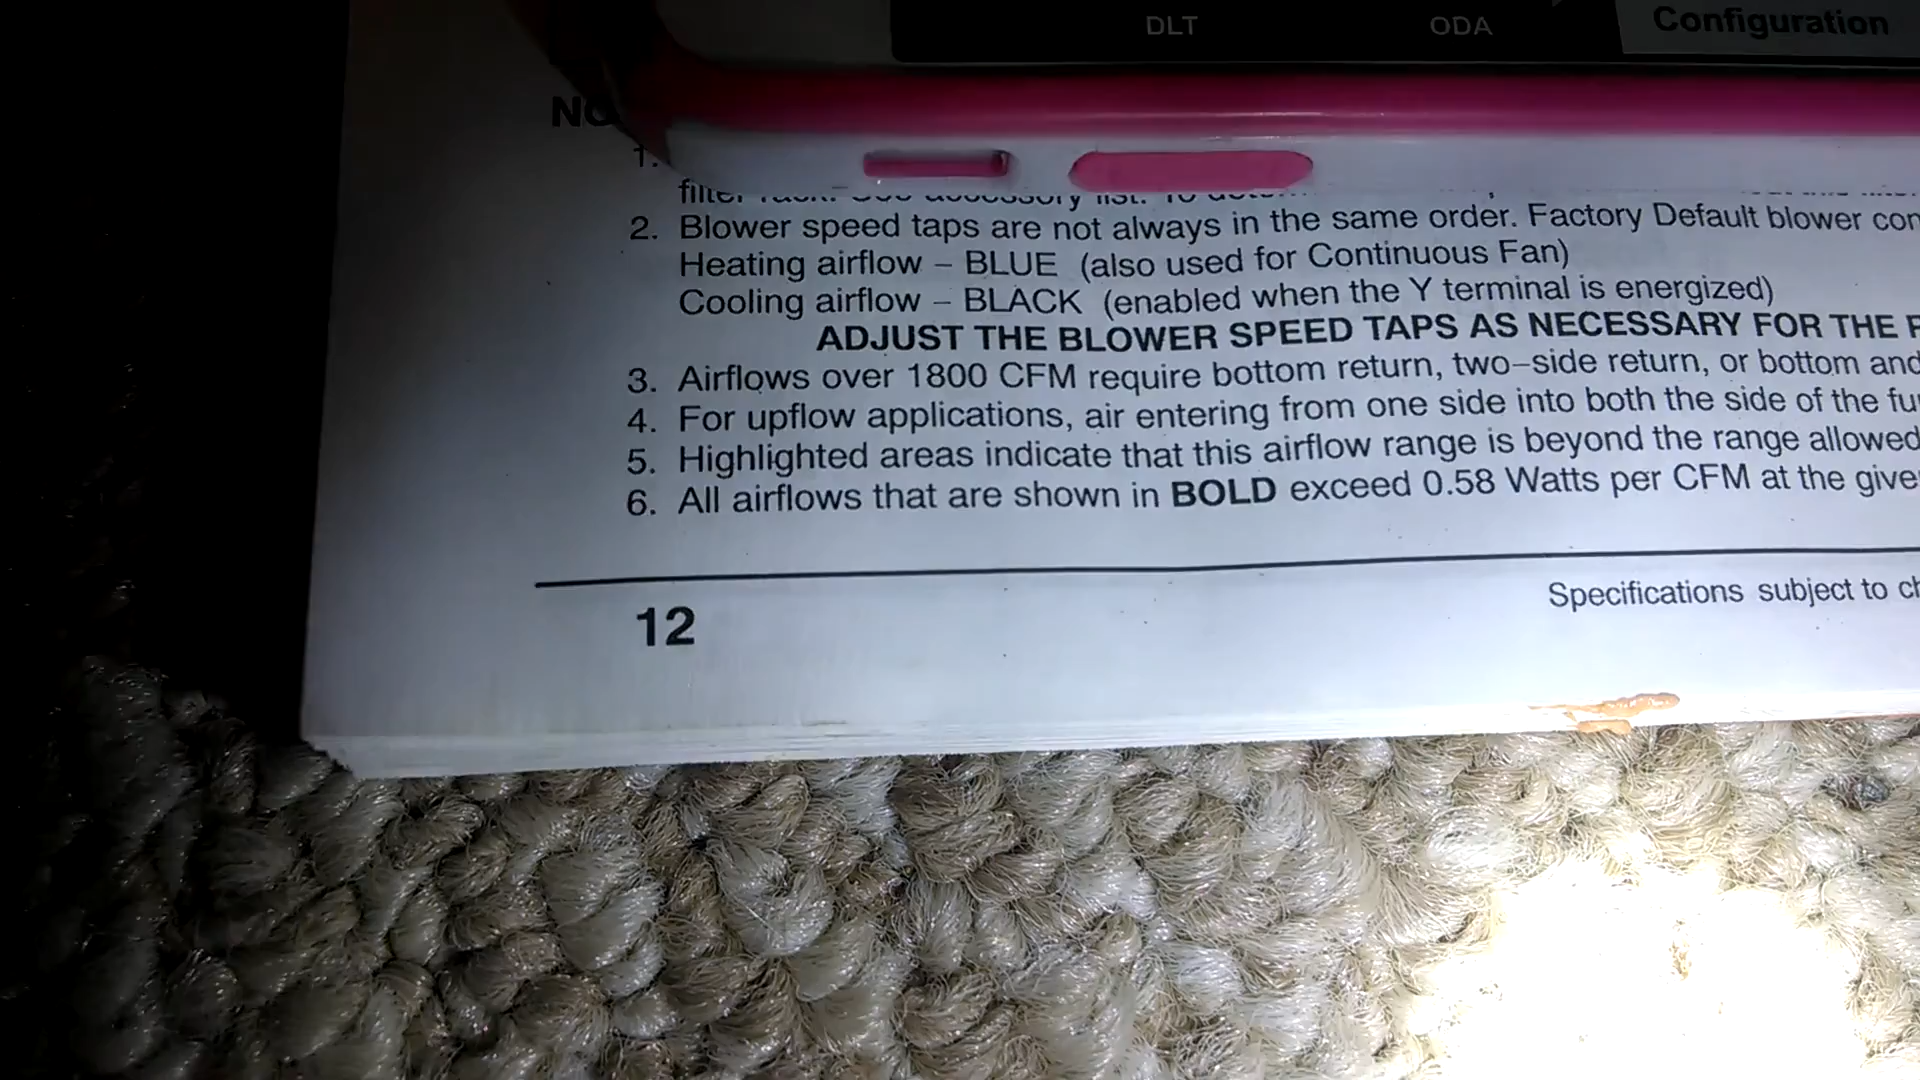 DLT ODA Configuration
1.
2. Blower speed taps are not always in the same order. Factory Default blower
Heating airflow – BLUE (also used for Continuous Fan)
Cooling airflow – BLACK (enabled when the Y terminal is energized)
ADJUST THE BLOWER SPEED TAPS AS NECESSARY FOR THE
3. Airflows over 1800 CFM require bottom return, two–side return, or bottom and
4. For upflow applications, air entering from one side into both the side of the
5. Highlighted areas indicate that this airflow range is beyond the range allowed
6. All airflows that are shown in BOLD exceed 0.58 Watts per CFM at the
12
Specifications subject to